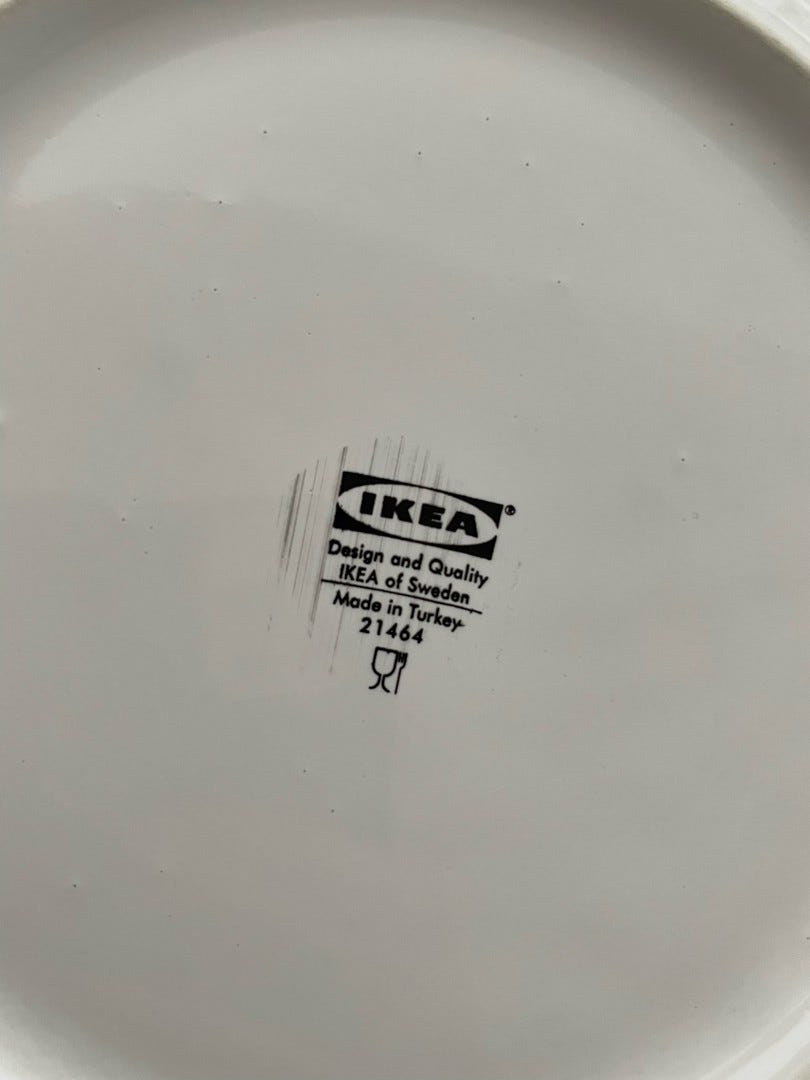 IKEA®
Design and Quality
IKEA of Sweden
Made in Turkey
21464